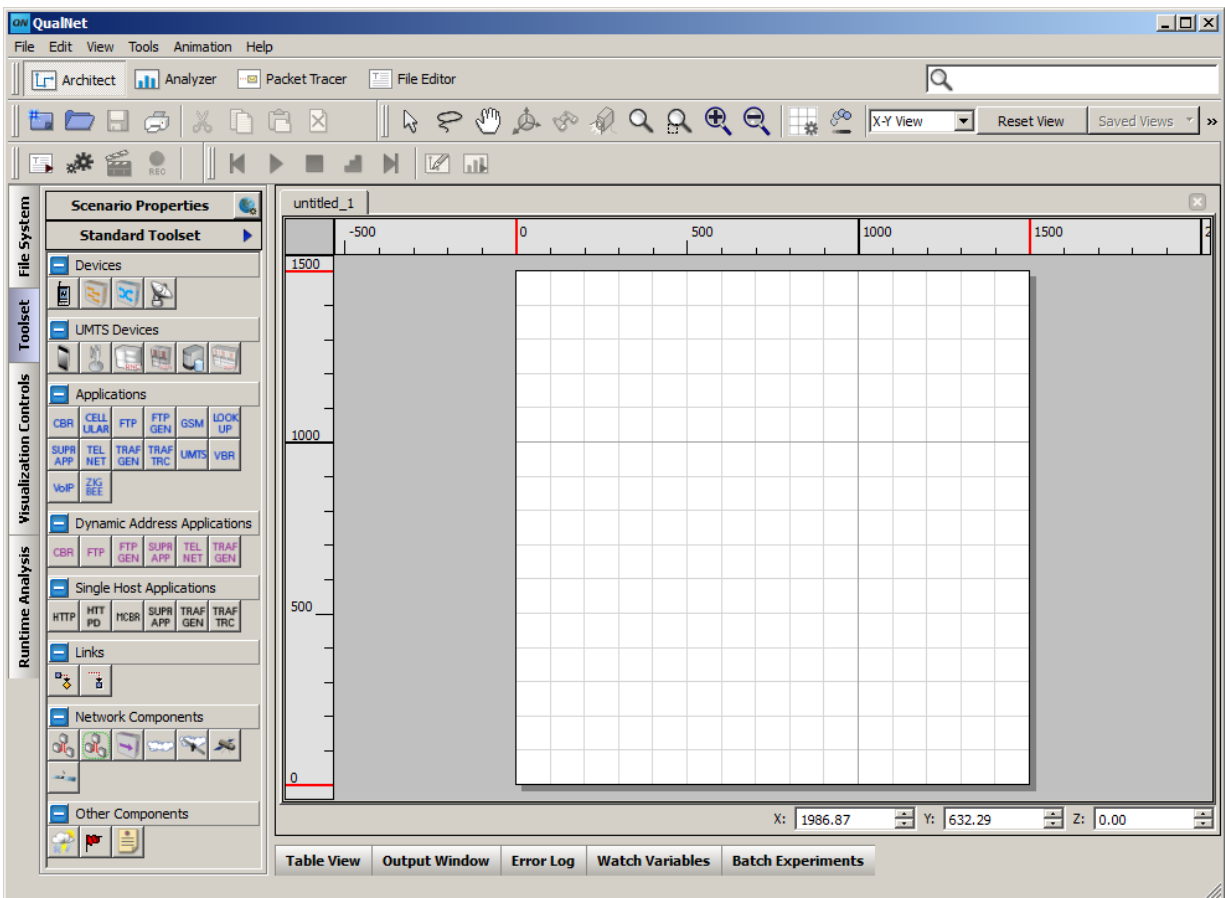 QN QualNet
File Edit View Tools Animation Help
Architect Analyzer Packet Tracer File Editor
X-Y View Reset View Saved Views »
REC
File System
Toolset
Visualization Controls
Runtime Analysis
Scenario Properties
Standard Toolset
Devices
UMTS Devices
Applications
CBR CELL ULAR FTP FTP GEN GSM LOOK UP
SUPR APP TEL NET TRAF GEN TRAF TRC UMTS VBR
VoIP ZIG BEE
Dynamic Address Applications
CBR FTP FTP GEN SUPR APP TEL NET TRAF GEN
Single Host Applications
HTTP HTT PD MCBR SUPR APP TRAF GEN TRAF TRC
Links
Network Components
Other Components
untitled_1
-500 0 500 1000 1500 2
1500
1000
500
0
X: 1986.87 Y: 632.29 Z: 0.00
Table View Output Window Error Log Watch Variables Batch Experiments